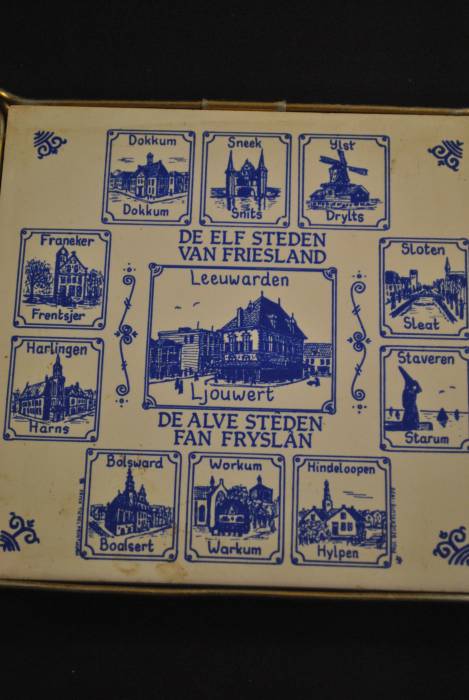 Dokkum
Dokkum
Sneek
Snits
Ylst
Drylts
DE ELF STEDEN
VAN FRIESLAND
Franeker
Frentsjer
Leeuwarden
Ljouwert
Sloten
Sleat
Harlingen
Harns
Staveren
Starum
DE ALVE STÈDEN
FAN FRYSLÂN
Bolsward
Boalsert
Workum
Warkum
Hindeloopen
Hylpen